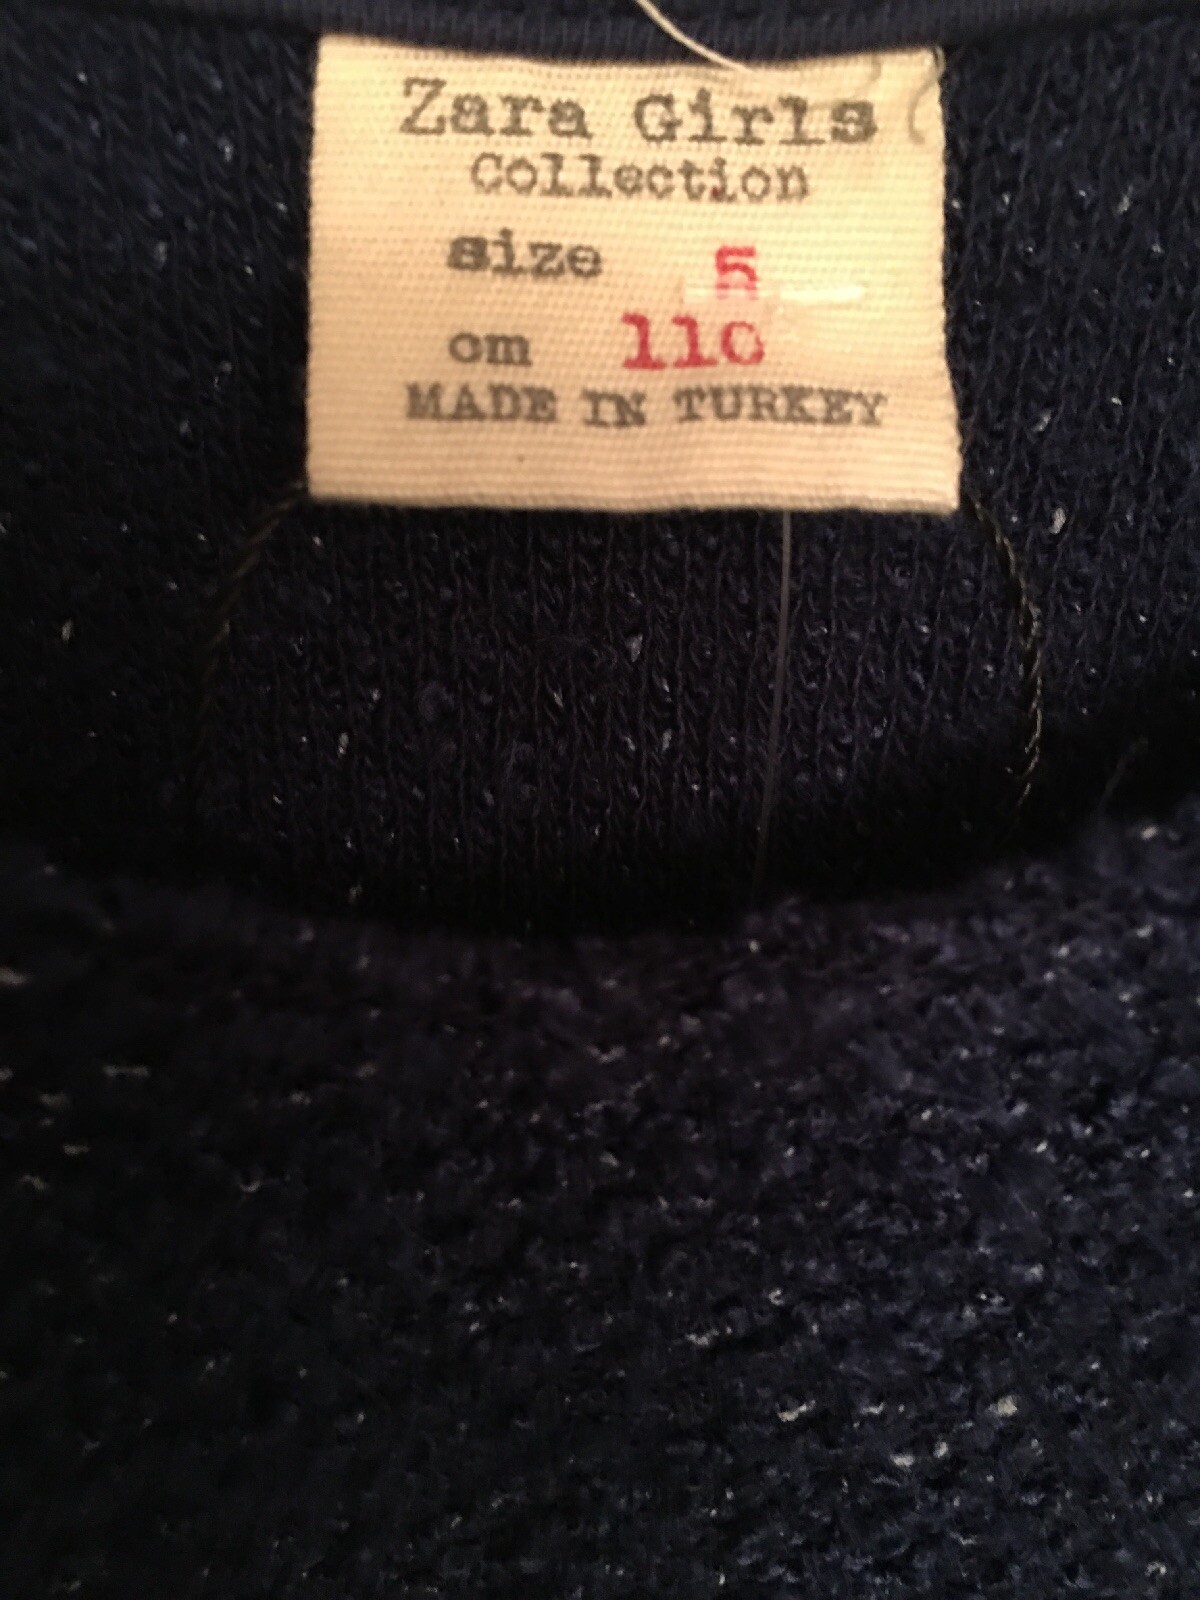 Zara Girls
Collection
size 5
cm 110
MADE IN TURKEY